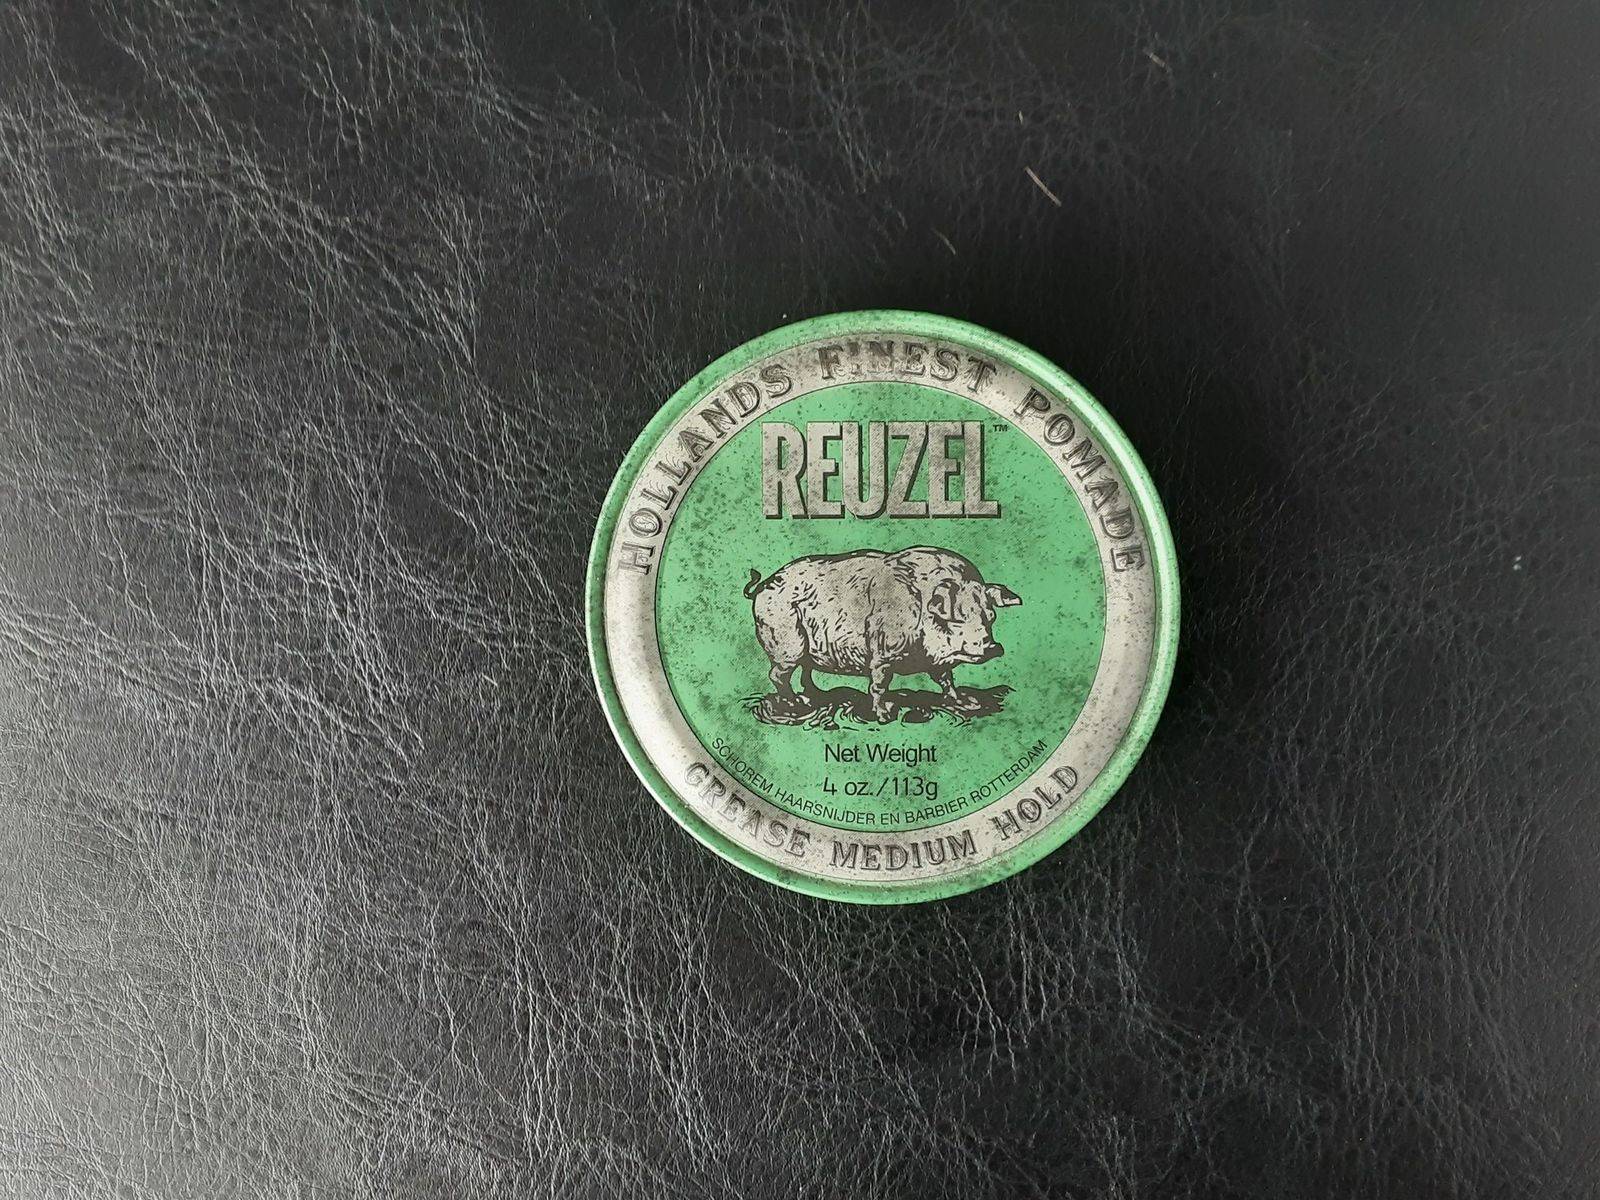 HOLLANDS FINEST POMADE
REUZEL™
Net Weight
4 oz./113g
SCHOREM HAARSNIJDER EN BARBIER ROTTERDAM
GREASE MEDIUM HOLD